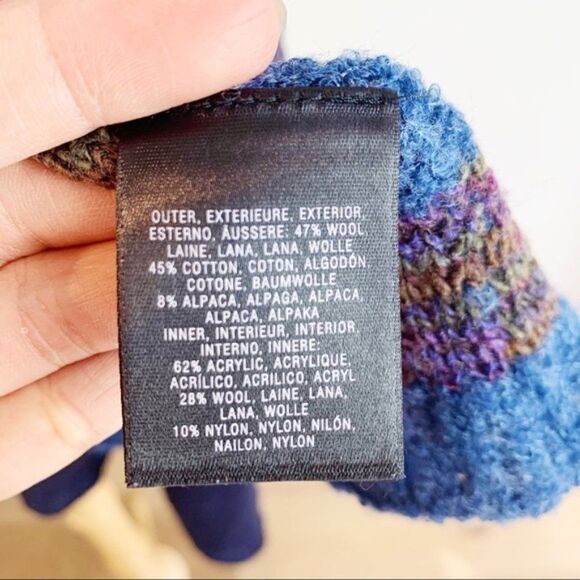 OUTER, EXTERIEURE, EXTERIOR,
ESTERNO, ÄUSSERE: 47% WOOL
LAINE, LANA, LANA, WOLLE
45% COTTON, COTON, ALGODÓN
COTONE, BAUMWOLLE
8% ALPACA, ALPAGA, ALPACA,
ALPACA, ALPAKA
INNER, INTERIEUR, INTERIOR
INTERNO, INNERE:
62% ACRYLIC, ACRYLIQUE,
ACRÍLICO, ACRILICO, ACRYL
28% WOOL, LAINE, LANA,
LANA, WOLLE
10% NYLON, NYLON, NILÓN,
NAILON, NYLON